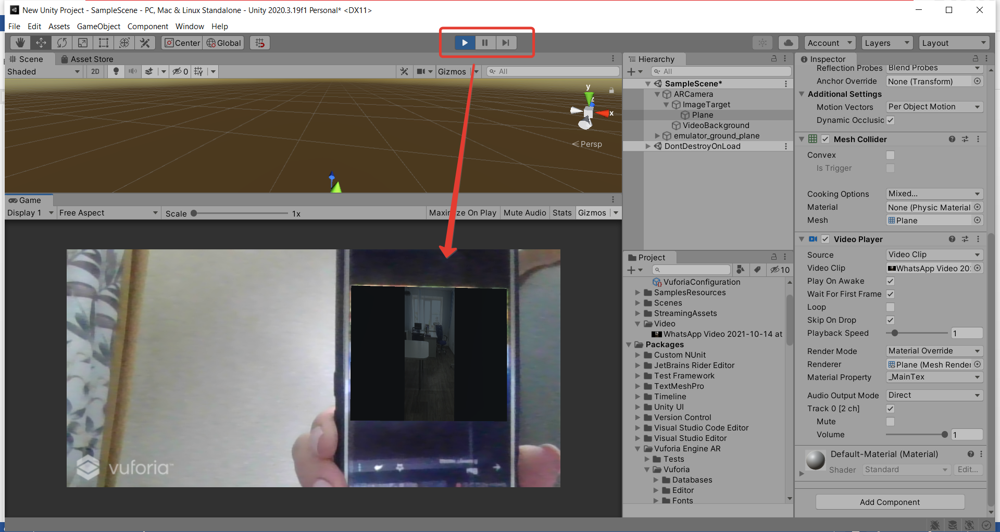 New Unity Project - SampleScene - PC, Mac & Linux Standalone - Unity 2020.3.19f1 Personal* <DX11>
File Edit Assets GameObject Component Window Help
Center Global Account Layers Layout
Scene Asset Store
Shaded 2D 0 Gizmos All
y
z
x
Persp
Game
Display 1 Free Aspect Scale 1x Maximize On Play Mute Audio Stats Gizmos
vuforia™
Hierarchy
All
SampleScene*
ARCamera
ImageTarget
Plane
VideoBackground
emulator_ground_plane
DontDestroyOnLoad
Project
10
VuforiaConfiguration
SamplesResources
Scenes
StreamingAssets
Video
WhatsApp Video 2021-10-14 at
Packages
Custom NUnit
JetBrains Rider Editor
Test Framework
TextMeshPro
Timeline
Unity UI
Version Control
Visual Studio Code Editor
Visual Studio Editor
Vuforia Engine AR
Tests
Vuforia
Databases
Editor
Fonts
Inspector
Reflection Probes Blend Probes
Anchor Override None (Transform)
Additional Settings
Motion Vectors Per Object Motion
Dynamic Occlusic
Mesh Collider
Convex
Is Trigger
Cooking Options Mixed...
Material None (Physic Material
Mesh Plane
Video Player
Source Video Clip
Video Clip WhatsApp Video 20:
Play On Awake
Wait For First Frame
Loop
Skip On Drop
Playback Speed 1
Render Mode Material Override
Renderer Plane (Mesh Render
Material Property _MainTex
Audio Output Mode Direct
Track 0 [2 ch]
Mute
Volume 1
Default-Material (Material)
Shader Standard Edit...
Add Component